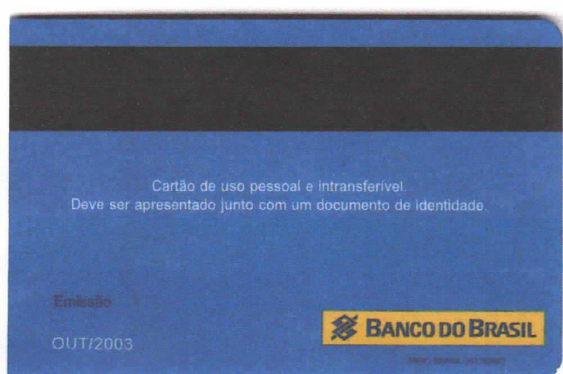 Cartão de uso pessoal e intransferível.
Deve ser apresentado junto com um documento de identidade.
Emissão
OUT/2003
BANCO DO BRASIL